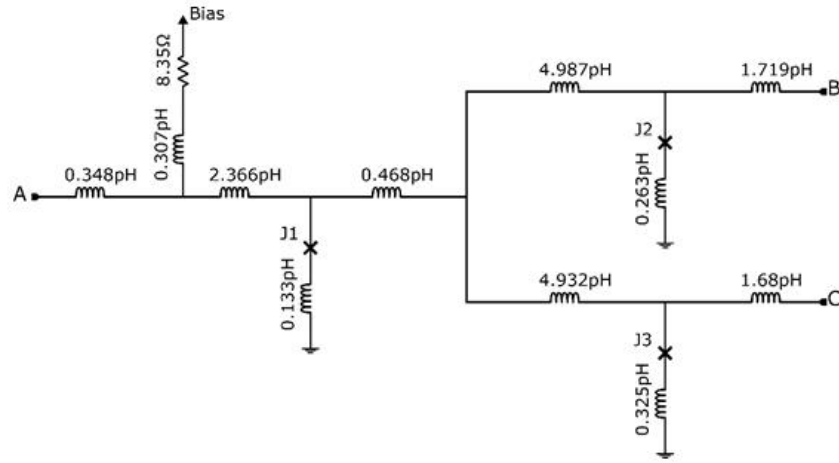 Bias
8.35Ω
0.307pH
4.987pH
1.719pH
B
J2
0.263pH
A
0.348pH
2.366pH
0.468pH
J1
0.133pH
4.932pH
1.68pH
C
J3
0.325pH